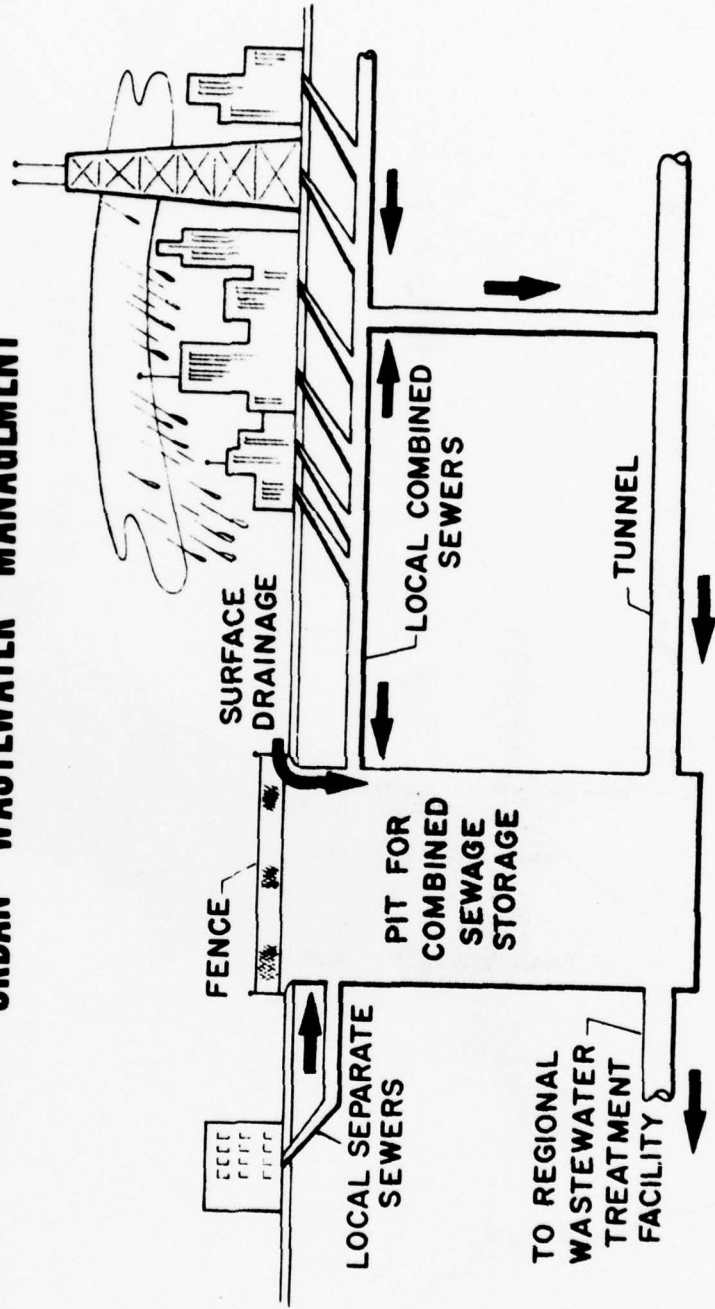 URBAN WASTEWATER MANAGEMENT
SURFACE
DRAINAGE
FENCE
LOCAL SEPARATE
SEWERS
PIT FOR
COMBINED
SEWAGE
STORAGE
LOCAL COMBINED
SEWERS
TUNNEL
TO REGIONAL
WASTEWATER
TREATMENT
FACILITY